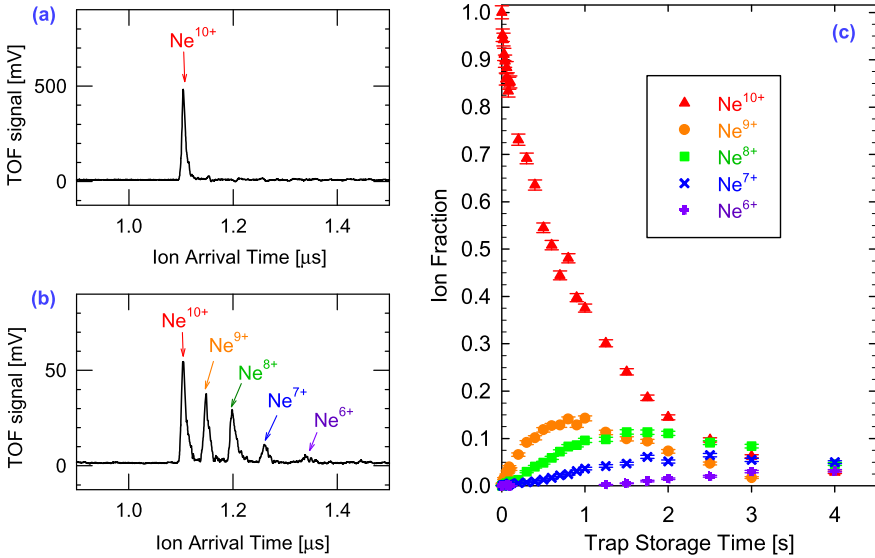 (a)
Ne10+
TOF signal [mV]
500
0
1.0 1.2 1.4
Ion Arrival Time [μs]
(b)
Ne10+
Ne9+
Ne8+
Ne7+
Ne6+
TOF signal [mV]
50
0
1.0 1.2 1.4
Ion Arrival Time [μs]
(c)
Ion Fraction
1.0
0.9
0.8
0.7
0.6
0.5
0.4
0.3
0.2
0.1
0.0
Ne10+
Ne9+
Ne8+
Ne7+
Ne6+
0 1 2 3 4
Trap Storage Time [s]